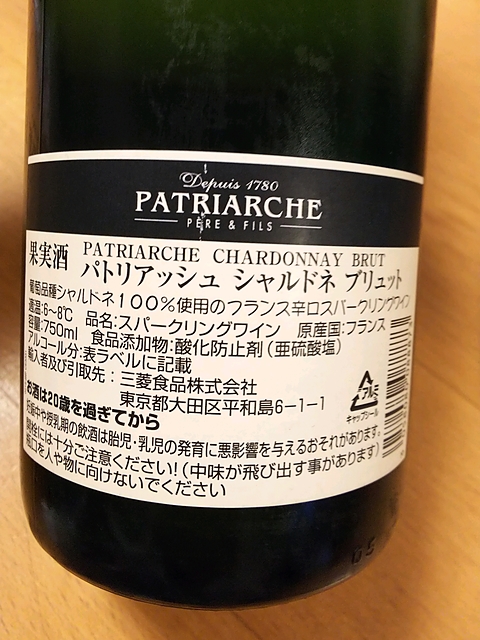 Depuis 1780
PATRIARCHE
PÈRE & FILS
果実酒 PATRIARCHE CHARDONNAY BRUT
パトリアッシュ シャルドネ ブリュット
葡萄品種シャルドネ100%使用のフランス辛口スパークリングワイン
適温:6~8℃ 品名:スパークリングワイン 原産国:フランス
容量:750ml 食品添加物:酸化防止剤(亜硫酸塩)
アルコール分:表ラベルに記載
輸入者及び引取先:三菱食品株式会社
東京都大田区平和島6-1-1
アルミ
キャップシール
お酒は20歳を過ぎてから
妊娠中や授乳期の飲酒は胎児・乳児の発育に悪影響を与えるおそれがあります。
開栓には十分ご注意ください!(中味が飛び出す事があります)
瓶口を人や物に向けないでください